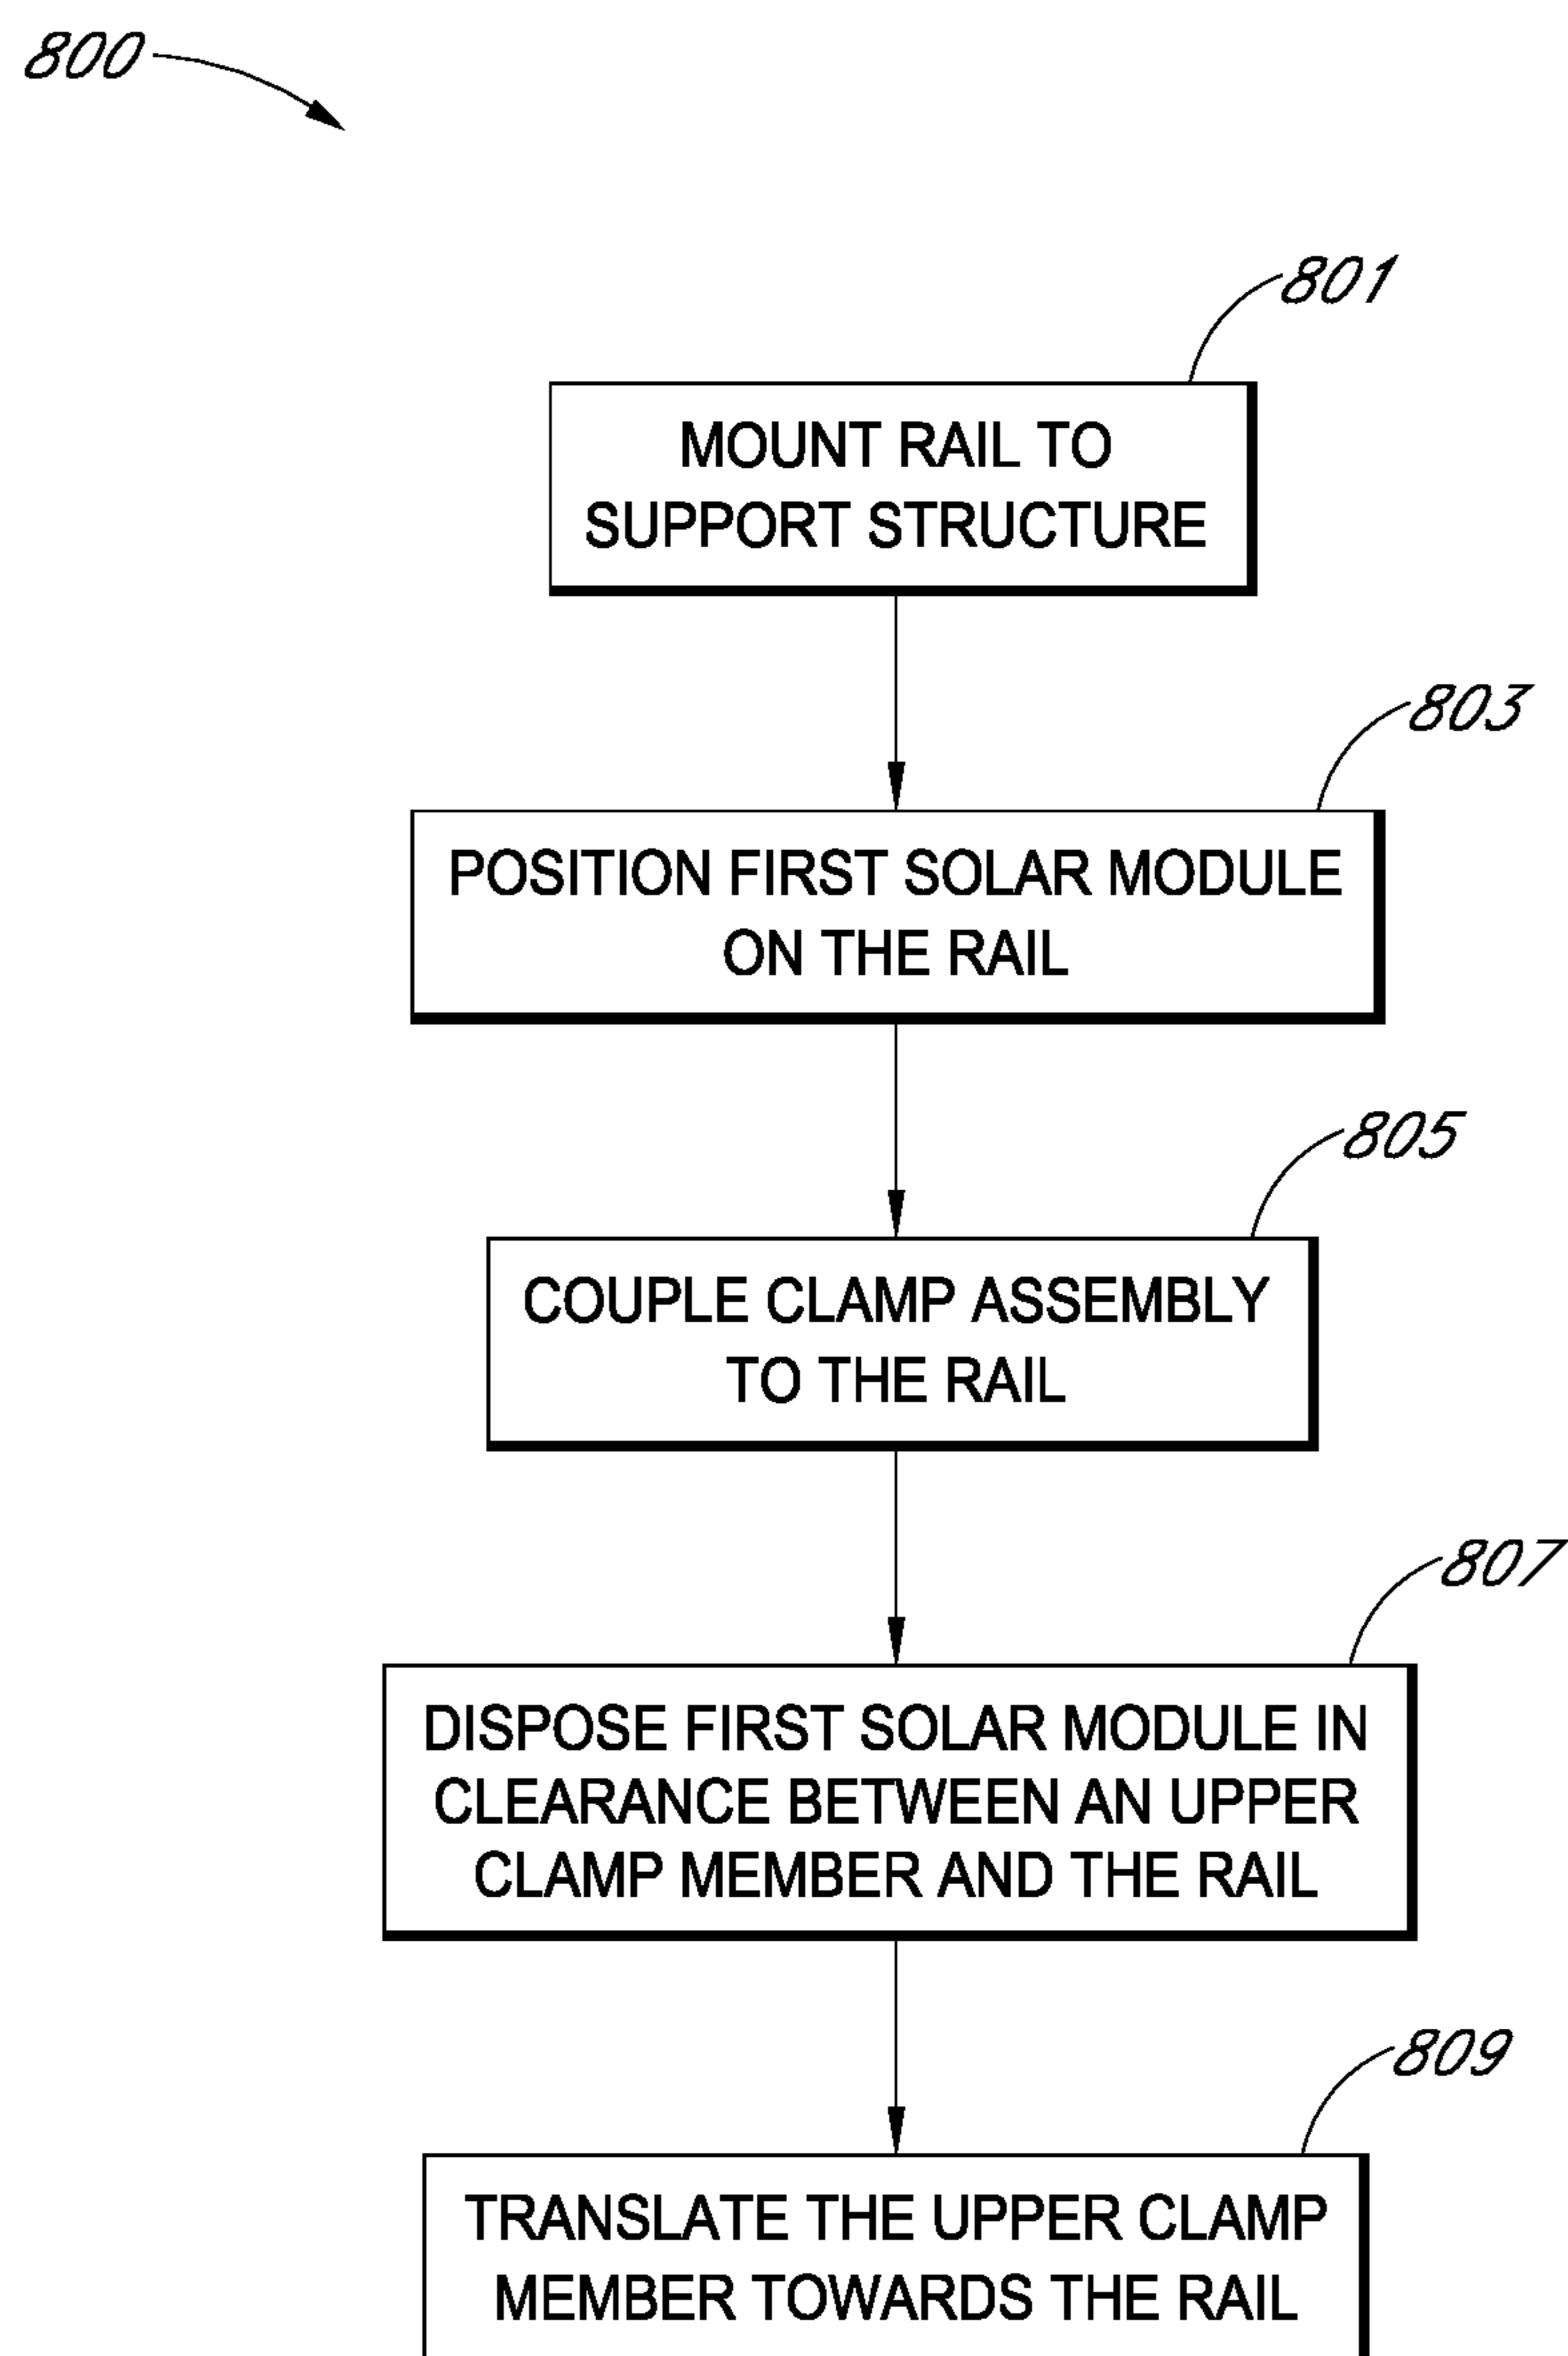 800
801
MOUNT RAIL TO
SUPPORT STRUCTURE
803
POSITION FIRST SOLAR MODULE
ON THE RAIL
805
COUPLE CLAMP ASSEMBLY
TO THE RAIL
807
DISPOSE FIRST SOLAR MODULE IN
CLEARANCE BETWEEN AN UPPER
CLAMP MEMBER AND THE RAIL
809
TRANSLATE THE UPPER CLAMP
MEMBER TOWARDS THE RAIL